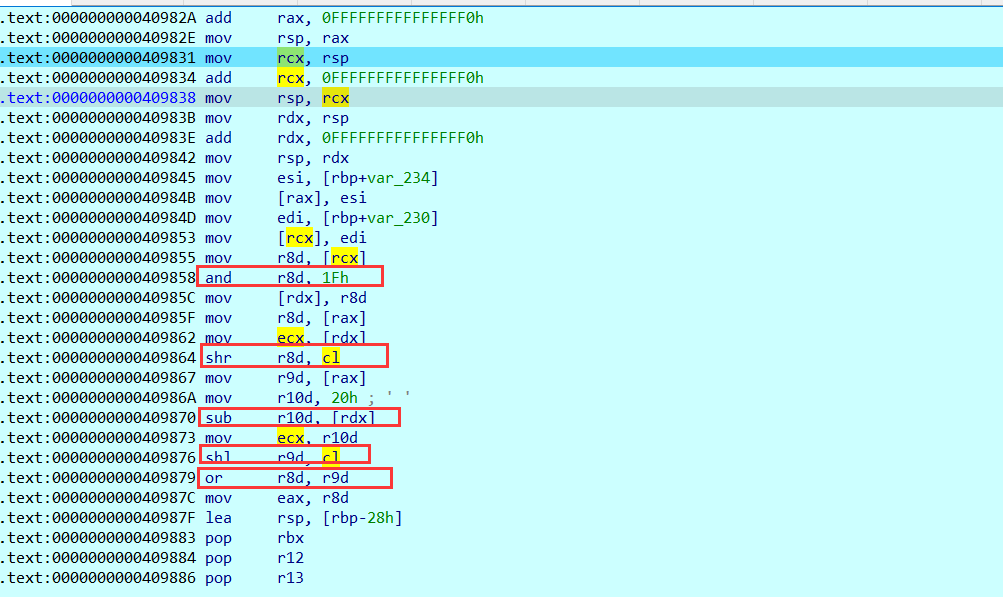 .text:000000000040982A add rax, 0FFFFFFFFFFFFFFF0h
.text:000000000040982E mov rsp, rax
.text:0000000000409831 mov rcx, rsp
.text:0000000000409834 add rcx, 0FFFFFFFFFFFFFFF0h
.text:0000000000409838 mov rsp, rcx
.text:000000000040983B mov rdx, rsp
.text:000000000040983E add rdx, 0FFFFFFFFFFFFFFF0h
.text:0000000000409842 mov rsp, rdx
.text:0000000000409845 mov esi, [rbp+var_234]
.text:000000000040984B mov [rax], esi
.text:000000000040984D mov edi, [rbp+var_230]
.text:0000000000409853 mov [rcx], edi
.text:0000000000409855 mov r8d, [rcx]
.text:0000000000409858 and r8d, 1Fh
.text:000000000040985C mov [rdx], r8d
.text:000000000040985F mov r8d, [rax]
.text:0000000000409862 mov ecx, [rdx]
.text:0000000000409864 shr r8d, cl
.text:0000000000409867 mov r9d, [rax]
.text:000000000040986A mov r10d, 20h ; ' '
.text:0000000000409870 sub r10d, [rdx]
.text:0000000000409873 mov ecx, r10d
.text:0000000000409876 shl r9d, cl
.text:0000000000409879 or r8d, r9d
.text:000000000040987C mov eax, r8d
.text:000000000040987F lea rsp, [rbp-28h]
.text:0000000000409883 pop rbx
.text:0000000000409884 pop r12
.text:0000000000409886 pop r13